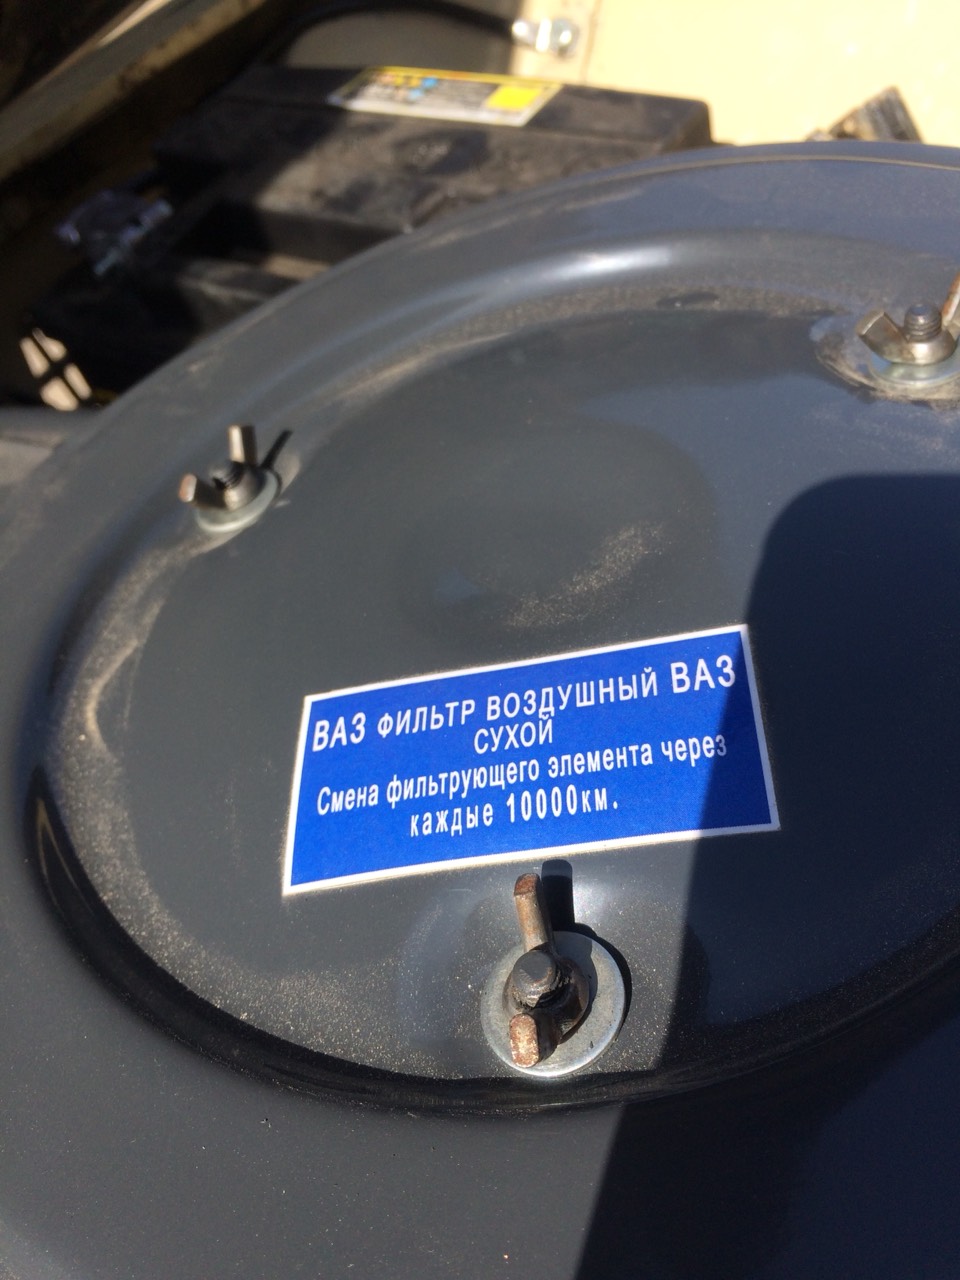 ВАЗ ФИЛЬТР ВОЗДУШНЫЙ ВАЗ
СУХОЙ
Смена фильтрующего элемента через
каждые 10000км.